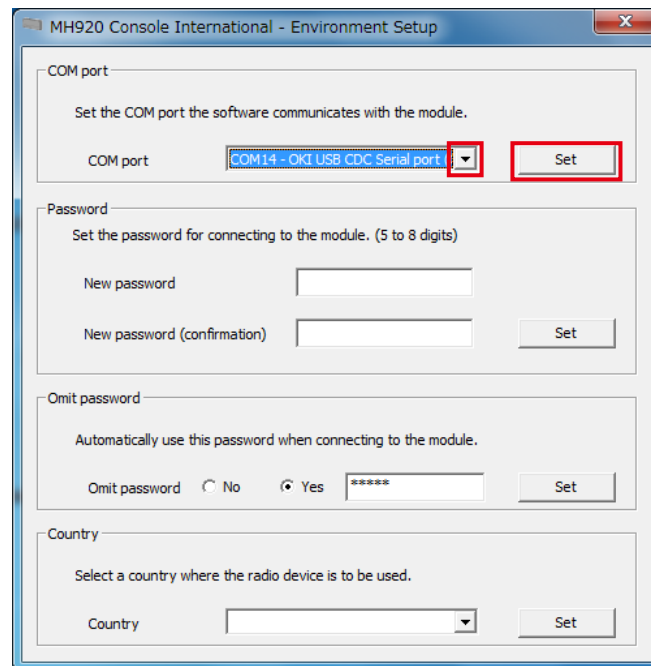 MH920 Console International - Environment Setup
COM port
Set the COM port the software communicates with the module.
COM port COM14 - OKI USB CDC Serial port ( Set
Password
Set the password for connecting to the module. (5 to 8 digits)
New password
New password (confirmation) Set
Omit password
Automatically use this password when connecting to the module.
Omit password No Yes ***** Set
Country
Select a country where the radio device is to be used.
Country Set